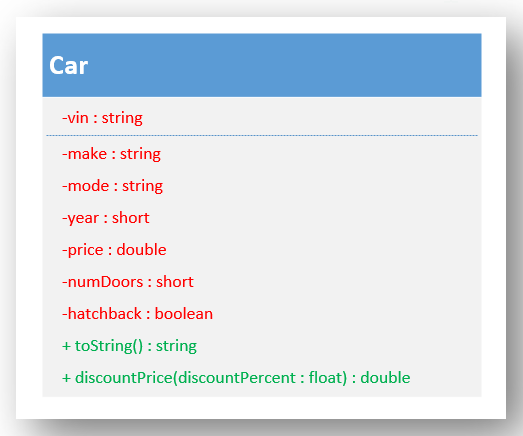 Car
-vin : string
-make : string
-mode : string
-year : short
-price : double
-numDoors : short
-hatchback : boolean
+ toString() : string
+ discountPrice(discountPercent : float) : double